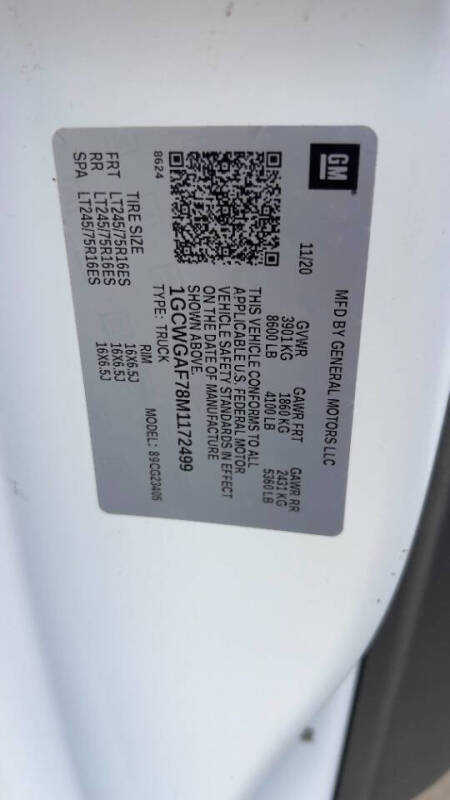 GM
MFD BY GENERAL MOTORS LLC
11/20 GVWR GAWR FRT GAWR RR
3901 KG 1860 KG 2431 KG
8600 LB 4100 LB 5360 LB
THIS VEHICLE CONFORMS TO ALL
APPLICABLE U.S. FEDERAL MOTOR
VEHICLE SAFETY STANDARDS IN EFFECT
ON THE DATE OF MANUFACTURE
SHOWN ABOVE.
1GCWGAF78M1172499
TYPE: TRUCK MODEL: 89CG23405
8624
TIRE SIZE RIM
FRT LT245/75R16ES 16X6.5J
RR LT245/75R16ES 16X6.5J
SPA LT245/75R16ES 16X6.5J